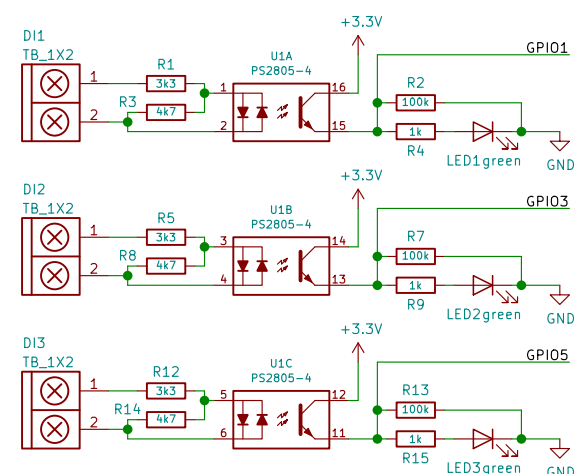 +3.3V
DI1
TB_1X2
GPIO1
U1A
PS2805-4
R1
3k3
1
1
16
R2
100k
R3
4k7
2
2
15
1k
R4
LED1green
GND
+3.3V
DI2
TB_1X2
GPIO3
U1B
PS2805-4
R5
3k3
1
3
14
R7
100k
R8
4k7
2
4
13
1k
R9
LED2green
GND
+3.3V
DI3
TB_1X2
GPIO5
U1C
PS2805-4
R12
3k3
1
5
12
R13
100k
R14
4k7
2
6
11
1k
R15
LED3green
GND